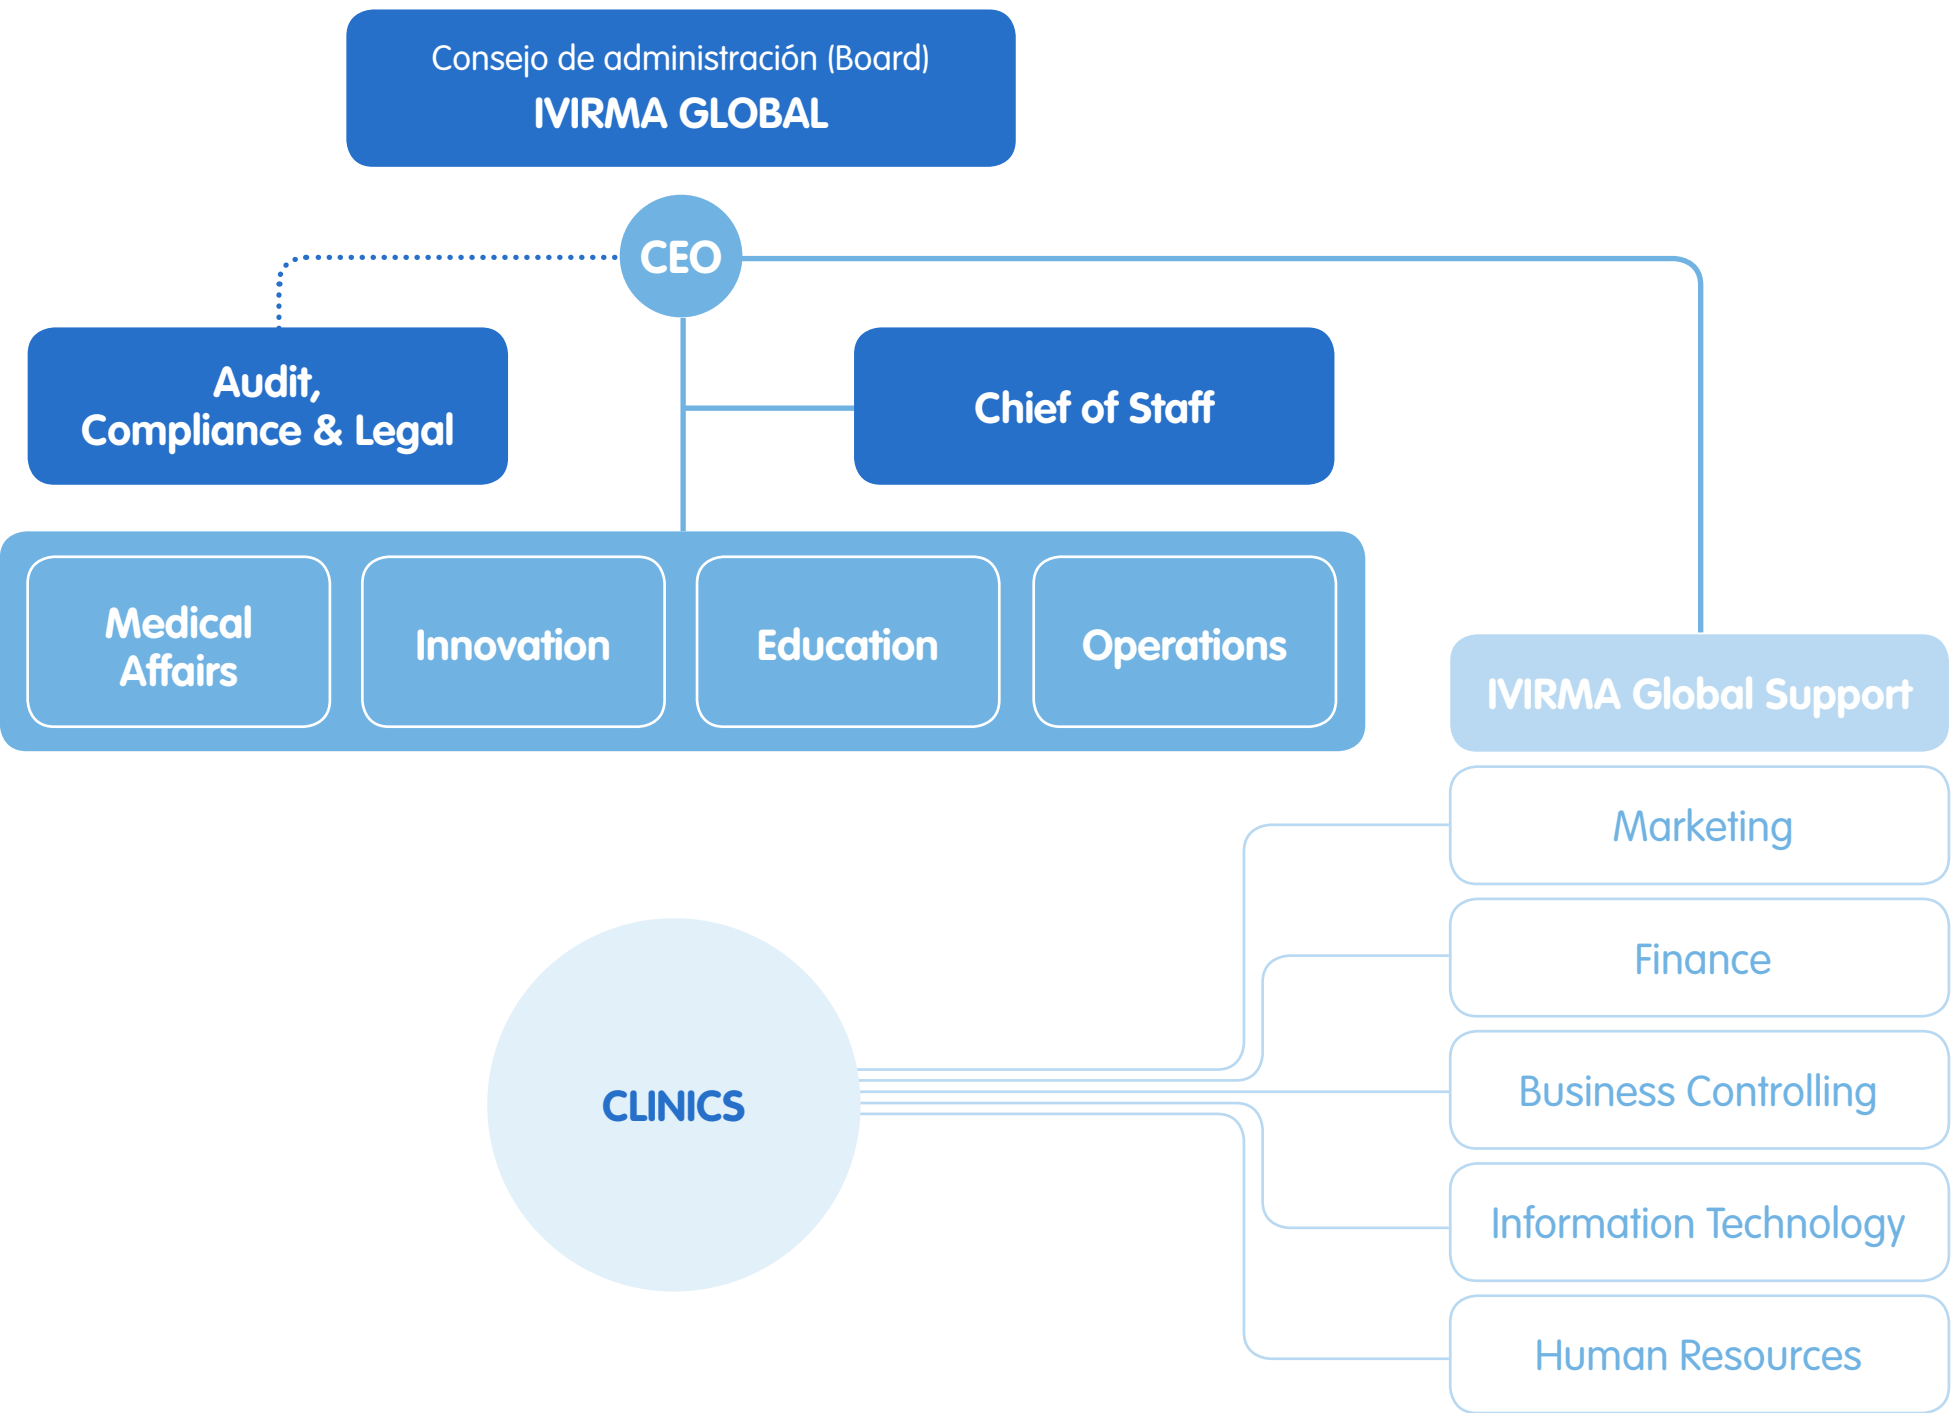 Consejo de administración (Board)
IVIRMA GLOBAL
CEO
Audit,
Compliance & Legal
Chief of Staff
Medical
Affairs
Innovation
Education
Operations
IVIRMA Global Support
Marketing
Finance
Business Controlling
Information Technology
Human Resources
CLINICS